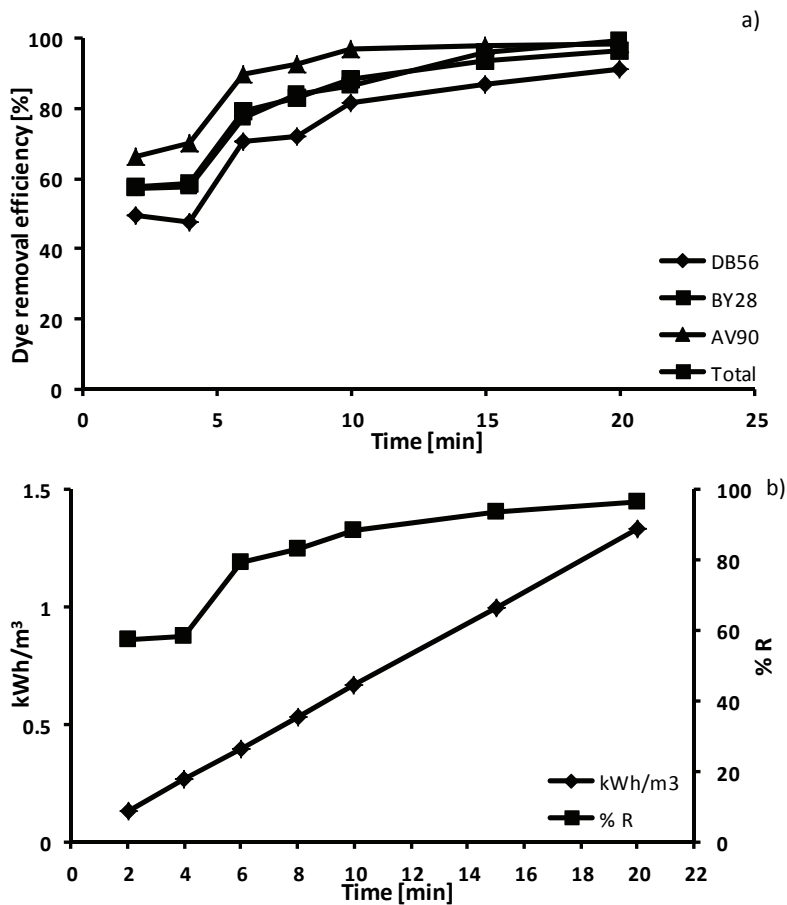 a)
Dye removal efficiency [%]
100
80
60
40
20
0
DB56
BY28
AV90
Total
0 5 10 15 20 25
Time [min]
b)
kWh/m³
1.5
1
0.5
0
% R
100
80
60
40
20
0
kWh/m3
% R
0 2 4 6 8 10 12 14 16 18 20 22
Time [min]